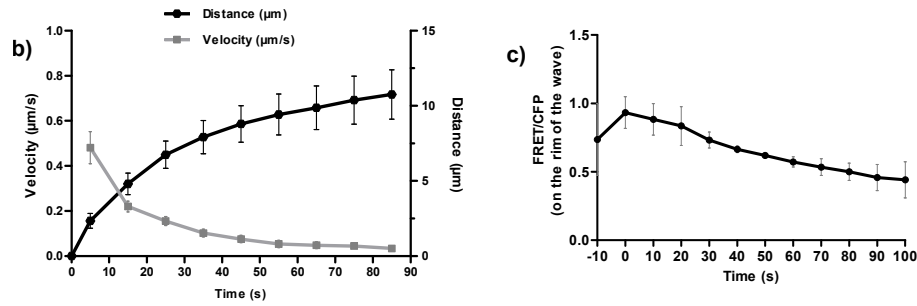 Distance (µm)
Velocity (µm/s)
b)
Velocity (µm/s)
1.0
0.8
0.6
0.4
0.2
0.0
15
10
5
0
Distance (µm)
0 10 20 30 40 50 60 70 80 90
Time (s)
c)
FRET/CFP
(on the rim of the wave)
1.5
1.0
0.5
0.0
-10 0 10 20 30 40 50 60 70 80 90 100
Time (s)